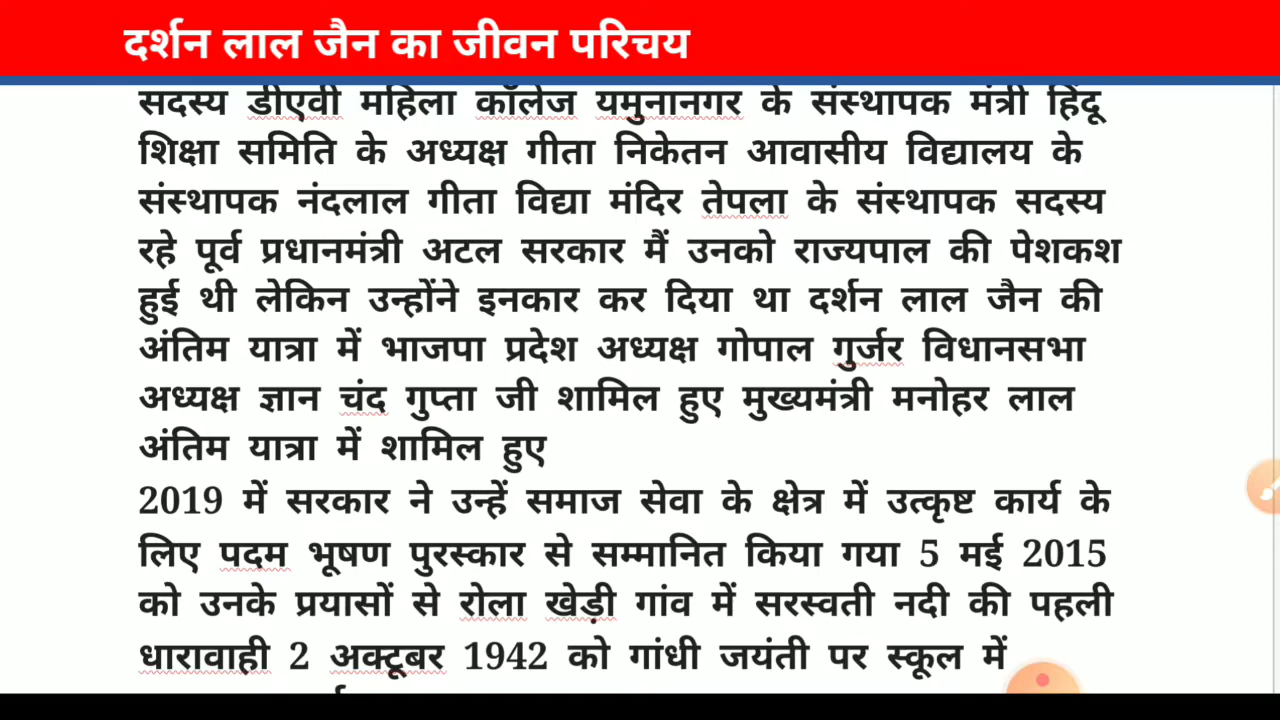 दर्शन लाल जैन का जीवन परिचय
सदस्य डीएवी महिला कॉलेज यमुनानगर के संस्थापक मंत्री हिंदू
शिक्षा समिति के अध्यक्ष गीता निकेतन आवासीय विद्यालय के
संस्थापक नंदलाल गीता विद्या मंदिर तेपला के संस्थापक सदस्य
रहे पूर्व प्रधानमंत्री अटल सरकार मैं उनको राज्यपाल की पेशकश
हुई थी लेकिन उन्होंने इनकार कर दिया था दर्शन लाल जैन की
अंतिम यात्रा में भाजपा प्रदेश अध्यक्ष गोपाल गुर्जर विधानसभा
अध्यक्ष ज्ञान चंद गुप्ता जी शामिल हुए मुख्यमंत्री मनोहर लाल
अंतिम यात्रा में शामिल हुए
2019 में सरकार ने उन्हें समाज सेवा के क्षेत्र में उत्कृष्ट कार्य के
लिए पदम भूषण पुरस्कार से सम्मानित किया गया 5 मई 2015
को उनके प्रयासों से रोला खेड़ी गांव में सरस्वती नदी की पहली
धारावाही 2 अक्टूबर 1942 को गांधी जयंती पर स्कूल में